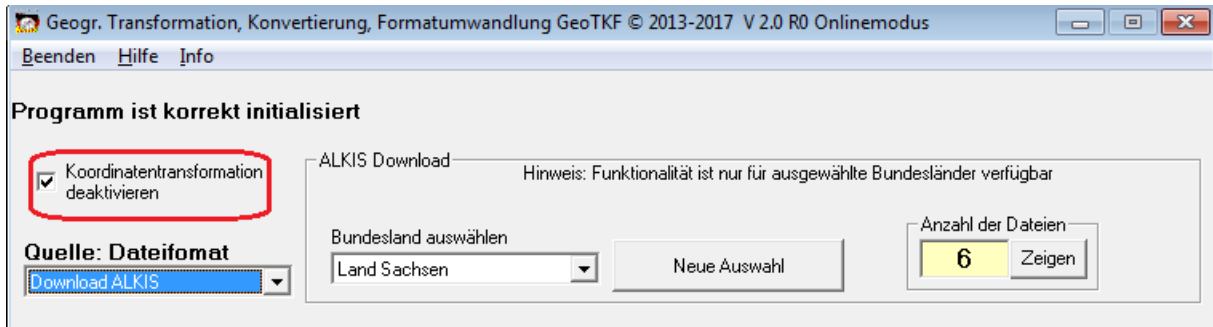 Geogr. Transformation, Konvertierung, Formatumwandlung GeoTKF © 2013-2017 V 2.0 R0 Onlinemodus
Beenden Hilfe Info
Programm ist korrekt initialisiert
Koordinatentransformation
deaktivieren
Quelle: Dateifomat
Download ALKIS
ALKIS Download
Hinweis: Funktionalität ist nur für ausgewählte Bundesländer verfügbar
Bundesland auswählen
Land Sachsen
Neue Auswahl
Anzahl der Dateien
6 Zeigen